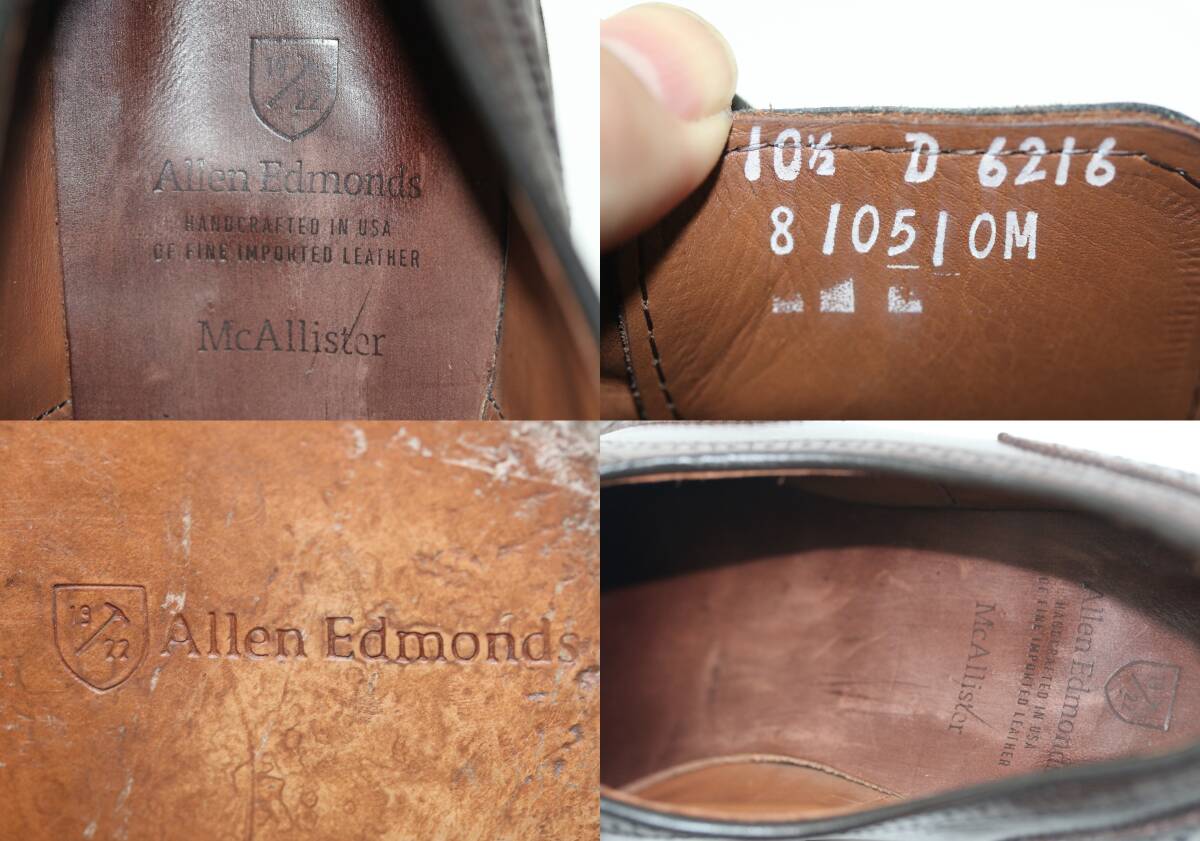 19 22
Allen Edmonds
HANDCRAFTED IN USA
OF FINE IMPORTED LEATHER
McAllister
10½ D 6216
8 10510M
19 22
Allen Edmonds
22
Allen Edmonds
HANDCRAFTED IN USA
OF FINE IMPORTED LEATHER
McAllister